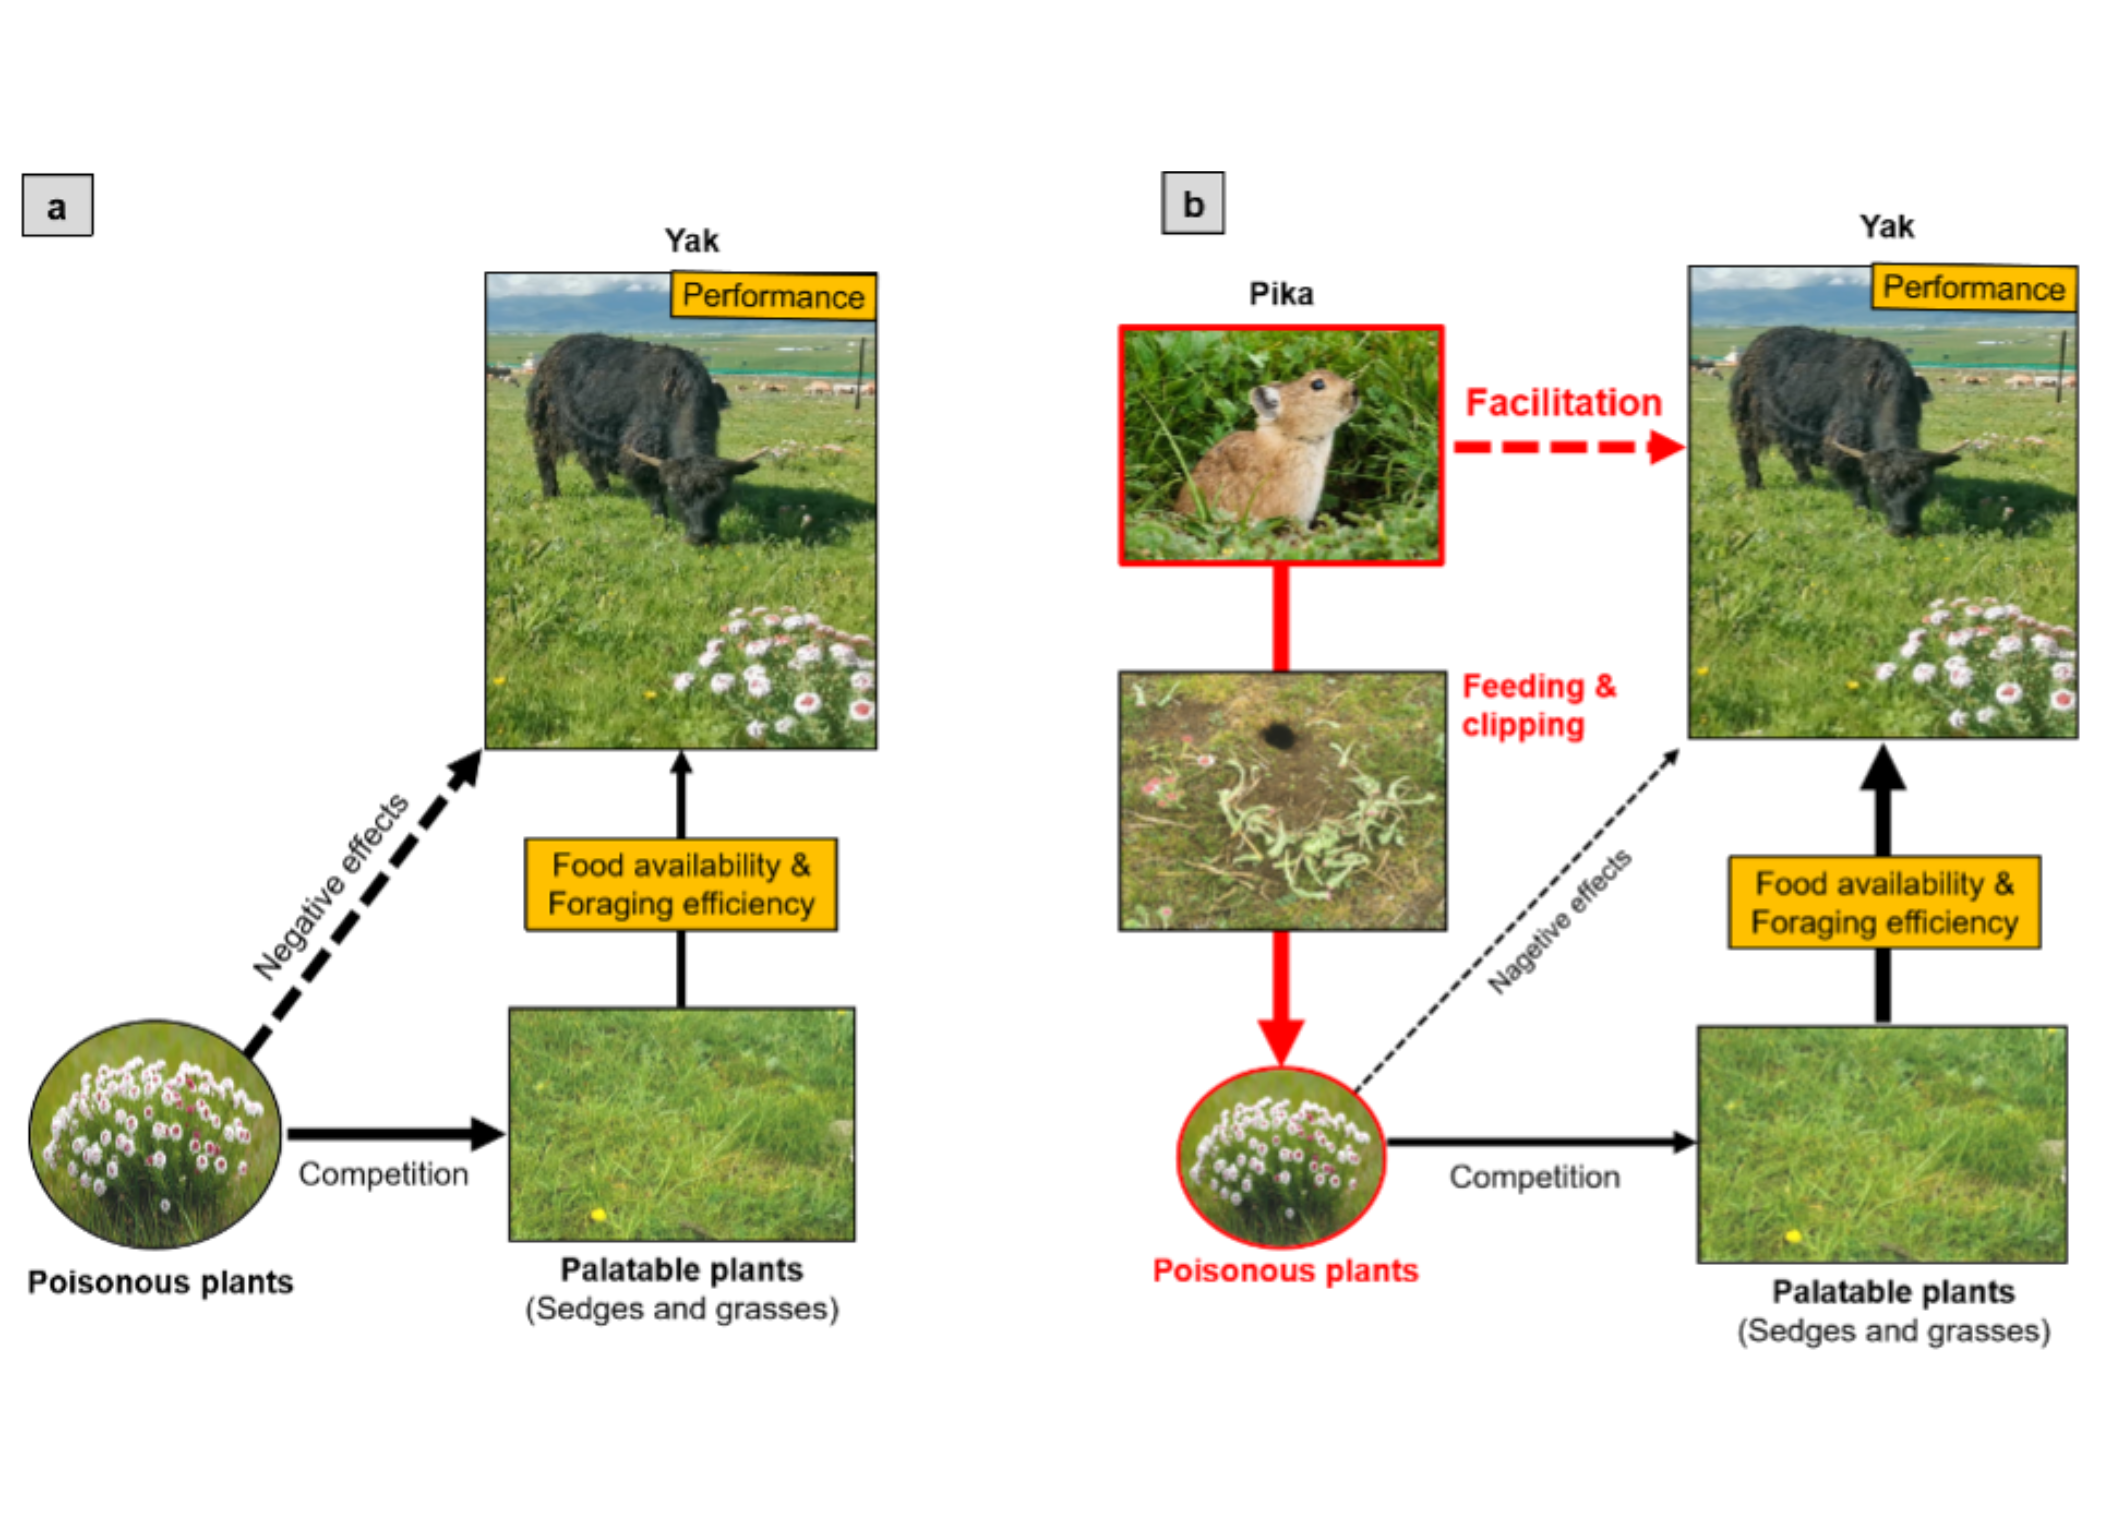 a
Yak
Performance
Negative effects
Food availability &
Foraging efficiency
Competition
Poisonous plants
Palatable plants
(Sedges and grasses)
b
Yak
Pika
Performance
Facilitation
Feeding &
clipping
Nagetive effects
Food availability &
Foraging efficiency
Competition
Poisonous plants
Palatable plants
(Sedges and grasses)